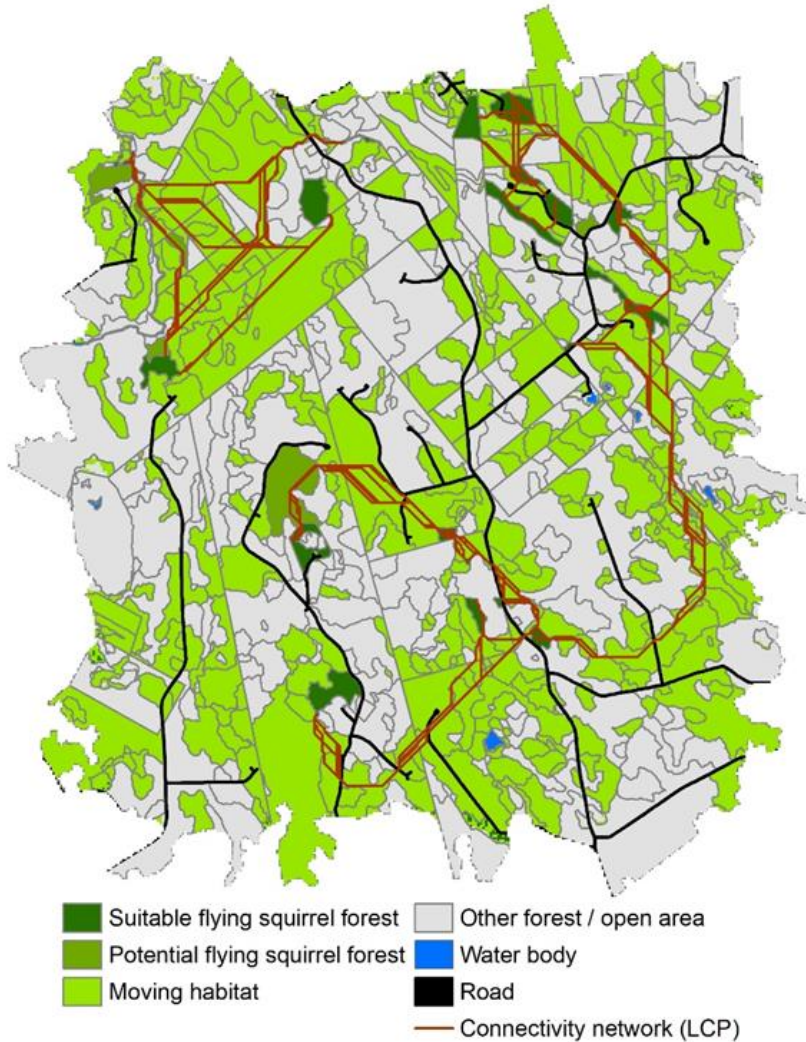 Suitable flying squirrel forest
Potential flying squirrel forest
Moving habitat
Other forest / open area
Water body
Road
Connectivity network (LCP)